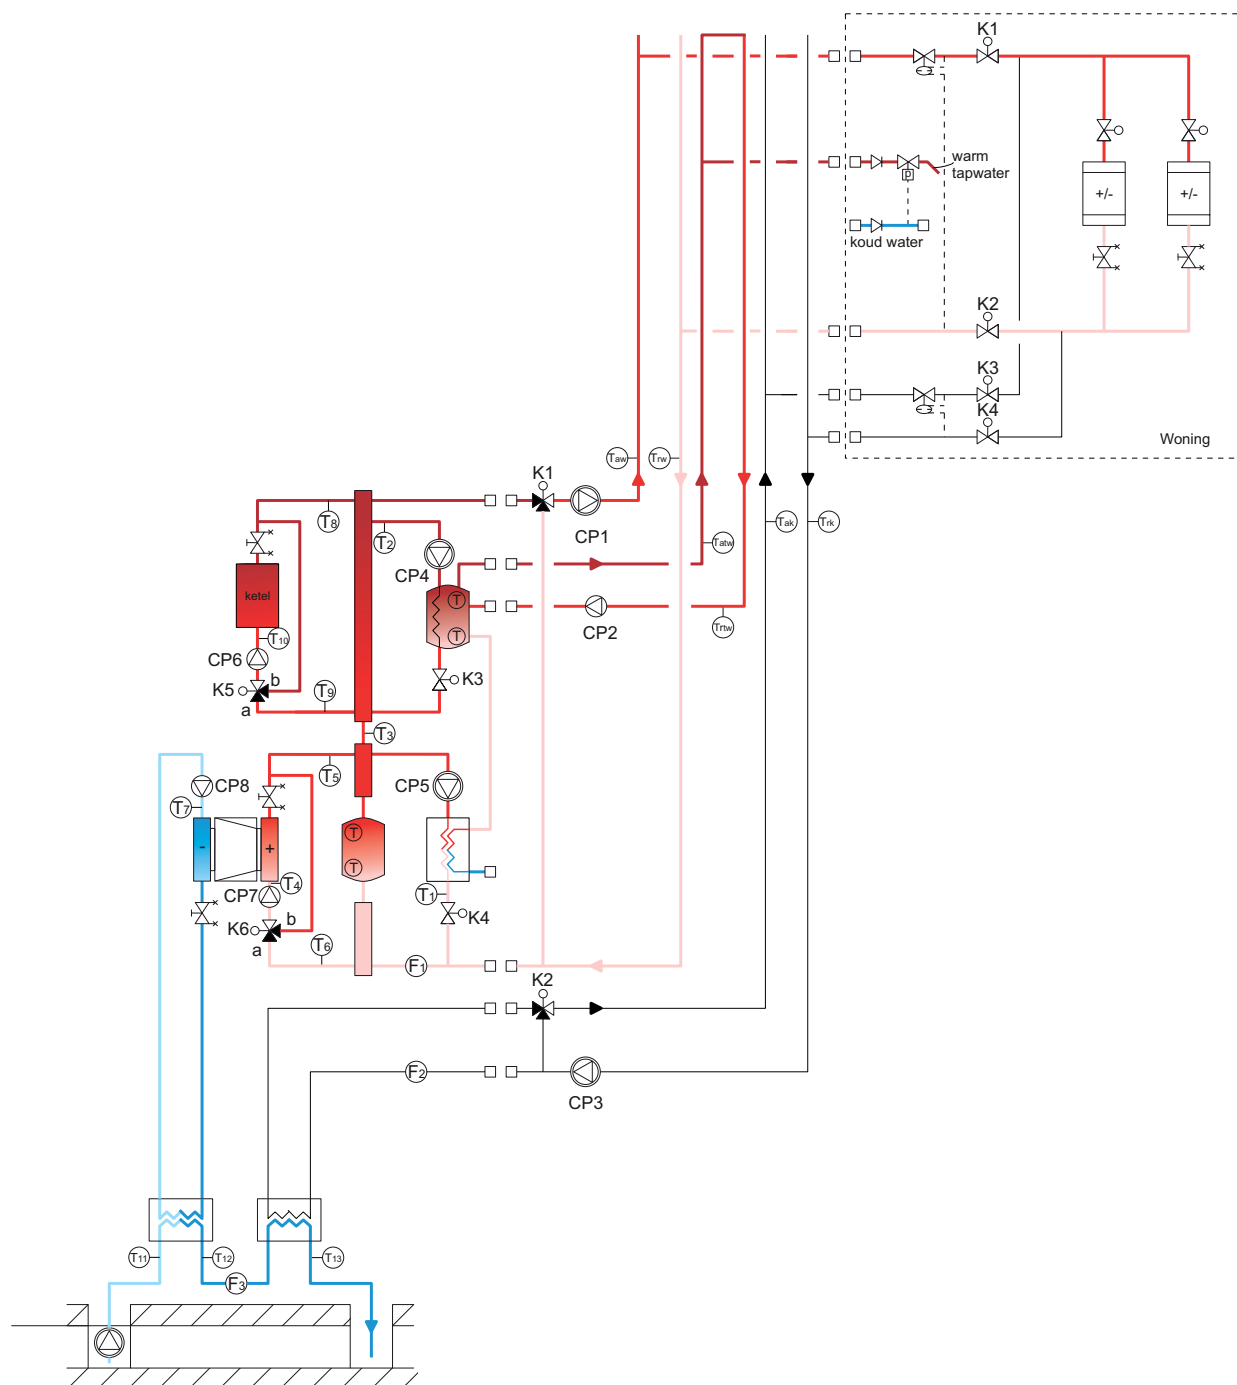 K1
warm
tapwater
p
+/-
+/-
koud water
K2
K3
K4
Woning
Taw
Trw
K1
T8
T2
CP1
Tak
Trk
Tatw
CP4
ketel
T
T10
CP6
CP2
Trtw
T
K5
b
K3
a
T9
T3
T5
CP8
CP5
T7
T
-
+
T
T4
CP7
T1
K6
b
K4
a
T6
F1
K2
F2
CP3
T11
T12
T13
F3